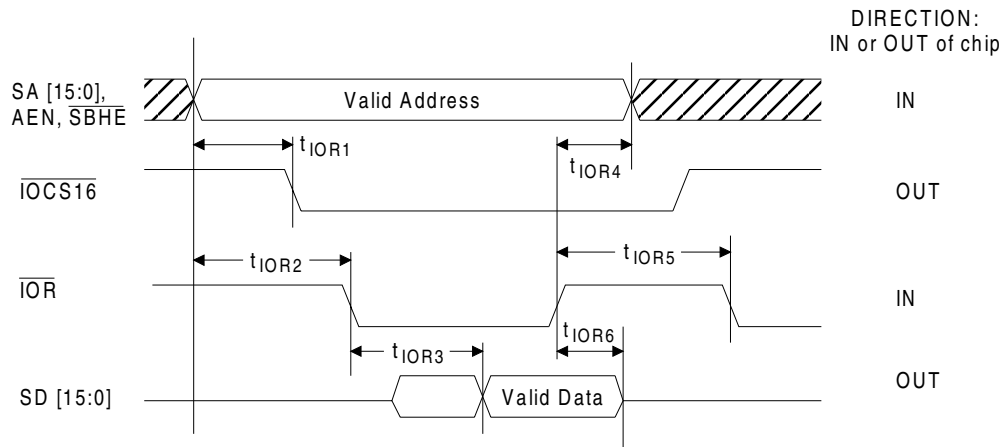 DIRECTION:
IN or OUT of chip
SA [15:0],
AEN, SBHE
Valid Address
IN
tIOR1
tIOR4
IOCS16
OUT
tIOR2
tIOR5
IOR
IN
tIOR3
tIOR6
SD [15:0]
Valid Data
OUT